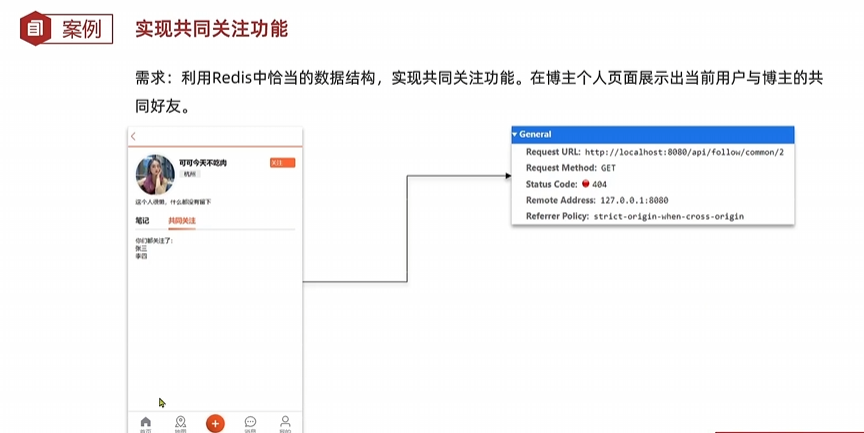 案例
实现共同关注功能
需求：利用Redis中恰当的数据结构，实现共同关注功能。在博主个人页面展示出当前用户与博主的共
同好友。
可可今天不吃肉
杭州
关注
这个人很懒，什么都没有留下
笔记 共同关注
你们都关注了：
张三
李四
首页
地图
消息
我的
General
Request URL: http://localhost:8080/api/follow/common/2
Request Method: GET
Status Code: 404
Remote Address: 127.0.0.1:8080
Referrer Policy: strict-origin-when-cross-origin